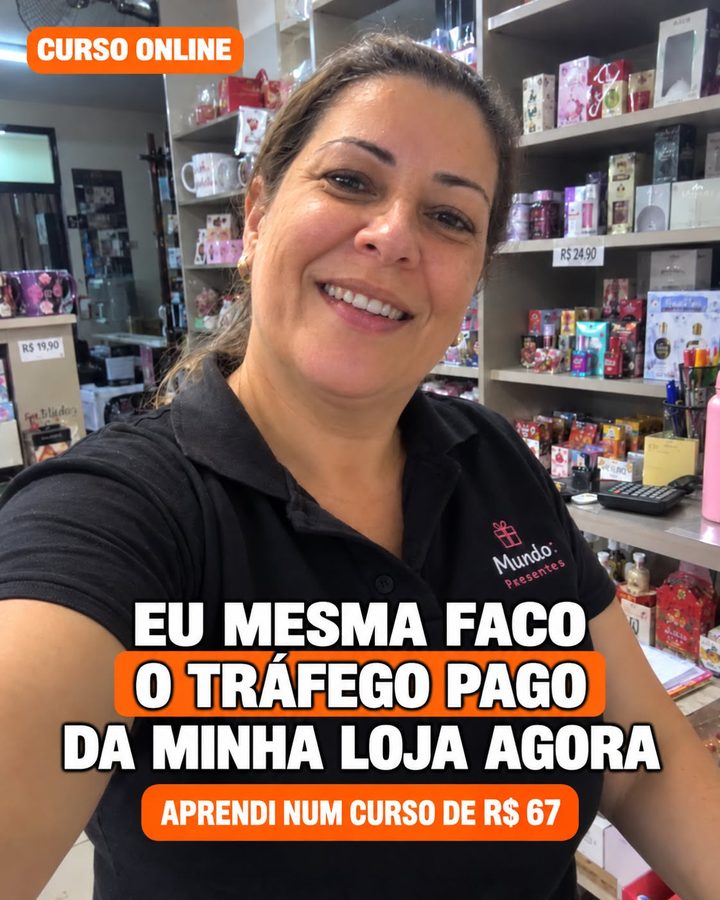 CURSO ONLINE
R$ 24,90
R$ 19,90
Mundo:
Presentes
EU MESMA FACO
O TRÁFEGO PAGO
DA MINHA LOJA AGORA
APRENDI NUM CURSO DE R$ 67